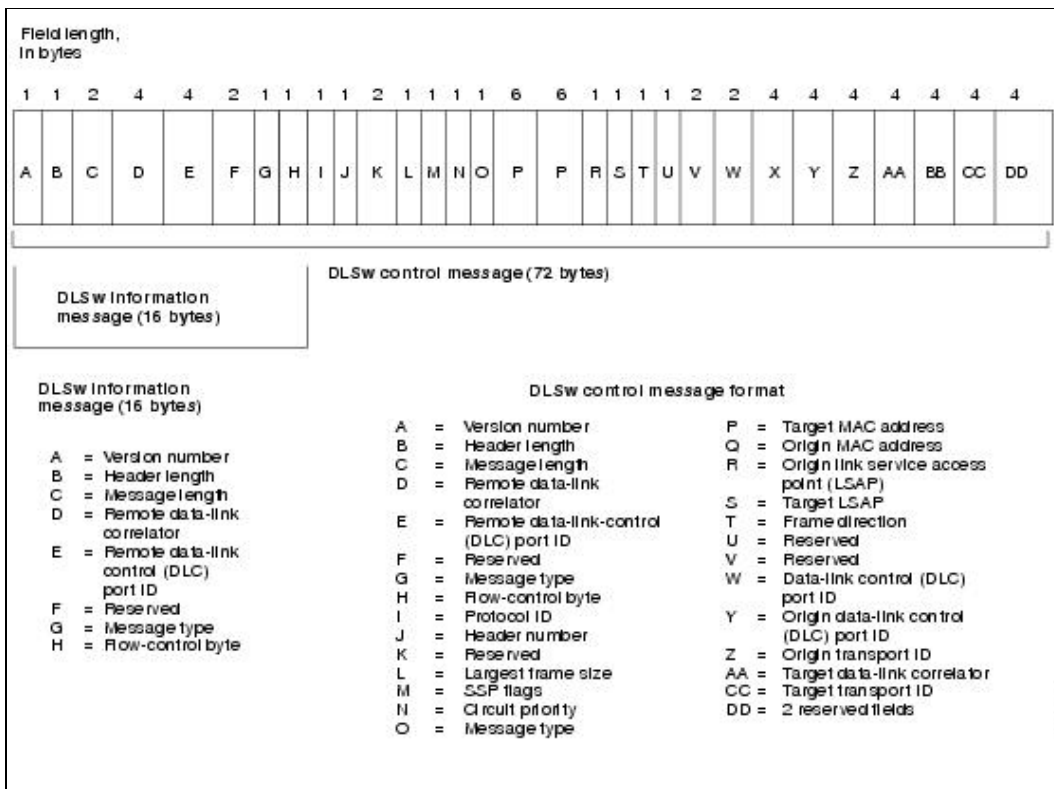 Field length,
in bytes
1 1 2 4 4 2 1 1 1 1 2 1 1 1 1 6 6 1 1 1 1 2 2 4 4 4 4 4 4 4
A B C D E F G H I J K L M N O P P R S T U V W X Y Z AA BB CC DD
DLSw control message (72 bytes)
DLSw information
message (16 bytes)
DLSw information
message (16 bytes)
A = Version number
B = Header length
C = Message length
D = Remote data-link
correlator
E = Remote data-link
control (DLC)
port ID
F = Reserved
G = Message type
H = Flow-control byte
DLSw control message format
A = Version number
B = Header length
C = Message length
D = Remote data-link
correlator
E = Remote data-link-control
(DLC) port ID
F = Reserved
G = Message type
H = Flow-control byte
I = Protocol ID
J = Header number
K = Reserved
L = Largest frame size
M = SSP flags
N = Circuit priority
O = Message type
P = Target MAC address
Q = Origin MAC address
R = Origin link service access
point (LSAP)
S = Target LSAP
T = Frame direction
U = Reserved
V = Reserved
W = Data-link control (DLC)
port ID
Y = Origin data-link control
(DLC) port ID
Z = Origin transport ID
AA = Target data-link correlator
CC = Target transport ID
DD = 2 reserved fields